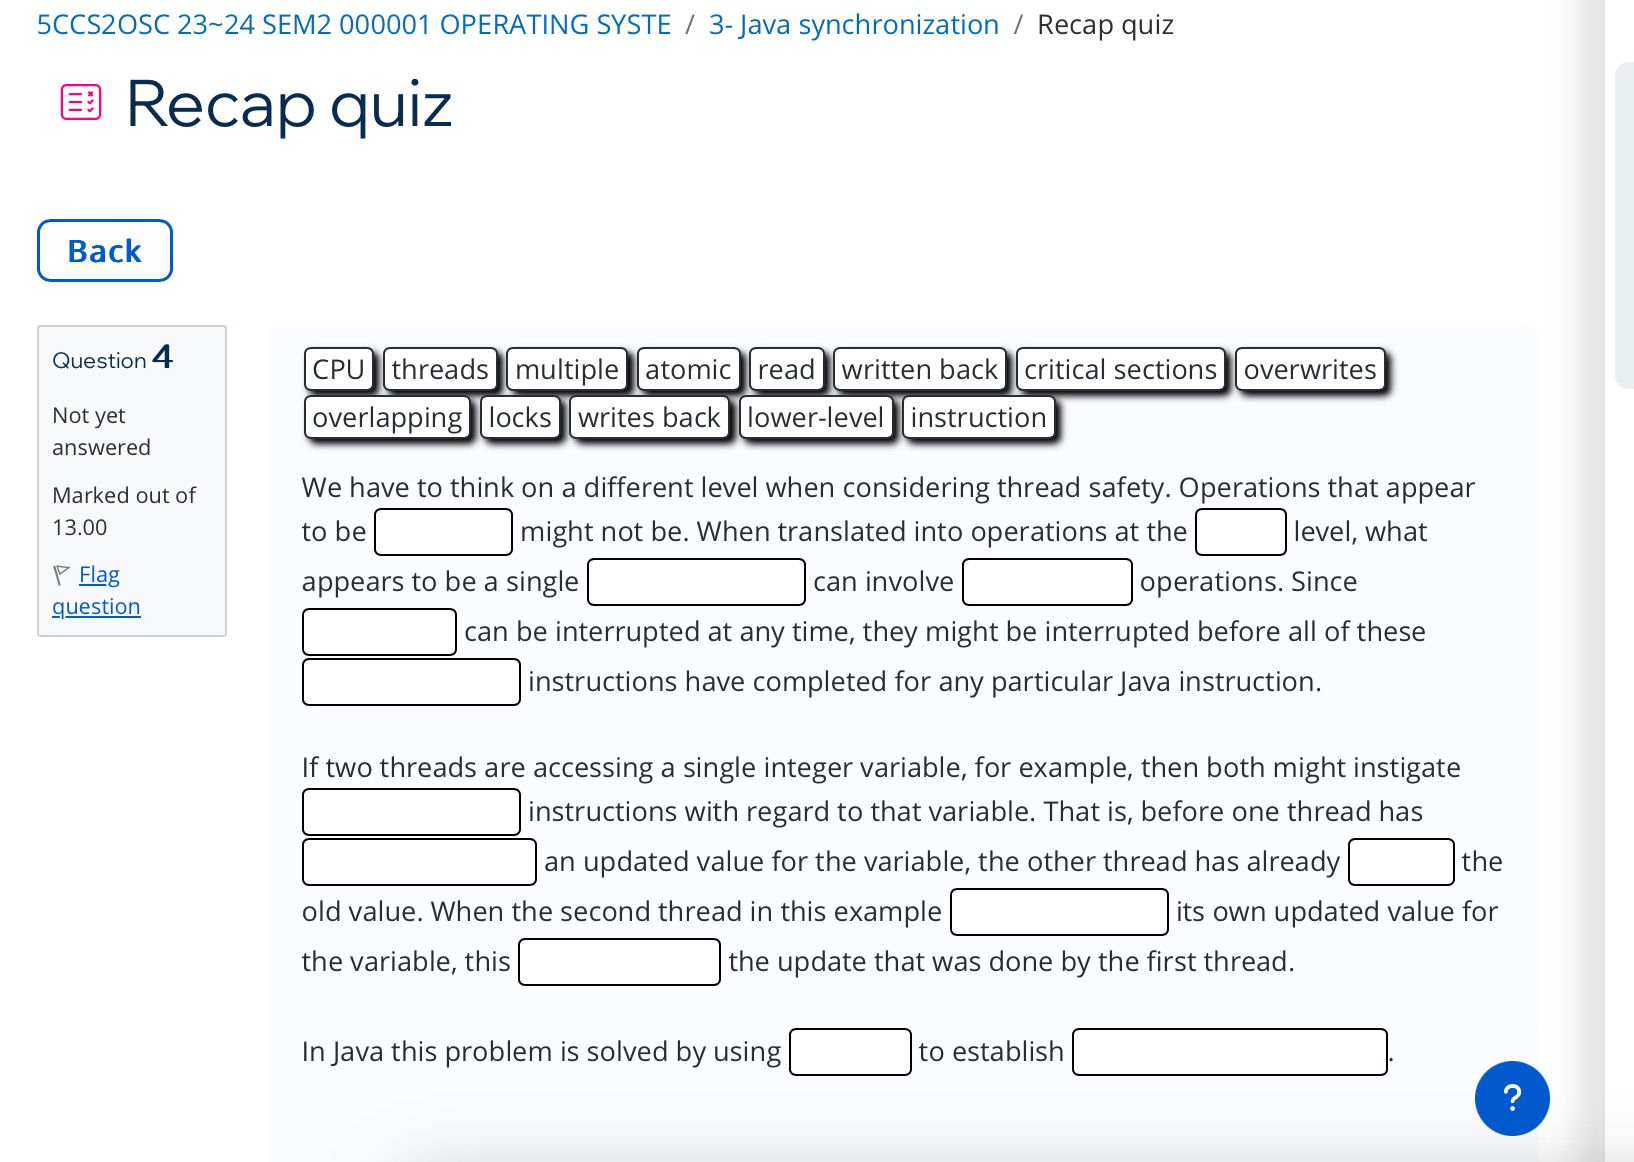 5CCS2OSC 23~24 SEM2 000001 OPERATING SYSTE / 3- Java synchronization / Recap quiz
Recap quiz
Back
Question 4
Not yet
answered
Marked out of
13.00
Flag
question
CPU threads multiple atomic read written back critical sections overwrites
overlapping locks writes back lower-level instruction
We have to think on a different level when considering thread safety. Operations that appear
to be might not be. When translated into operations at the level, what
appears to be a single can involve operations. Since
can be interrupted at any time, they might be interrupted before all of these
instructions have completed for any particular Java instruction.
If two threads are accessing a single integer variable, for example, then both might instigate
instructions with regard to that variable. That is, before one thread has
an updated value for the variable, the other thread has already the
old value. When the second thread in this example its own updated value for
the variable, this the update that was done by the first thread.
In Java this problem is solved by using to establish .
?